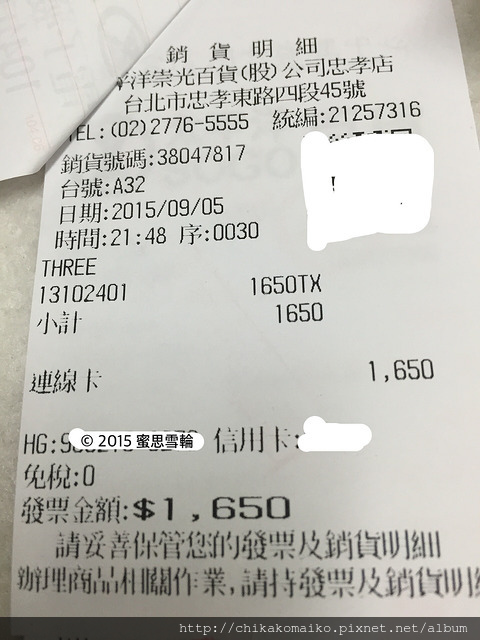 銷 貨 明 細
洋崇光百貨(股)公司忠孝店
台北市忠孝東路四段45號
TEL:(02)2776-5555 統編:21257316
銷貨號碼:38047817
台號:A32
日期:2015/09/05
時間:21:48 序:0030
THREE
13102401 1650TX
小計 1650
連線卡 1,650
HG:9
© 2015 蜜思雪輪
信用卡:
免稅:0
發票金額:$1,650
請妥善保管您的發票及銷貨明細
辦理商品相關作業,請持發票及銷貨明
http://chikakomaiko.pixnet.net/album